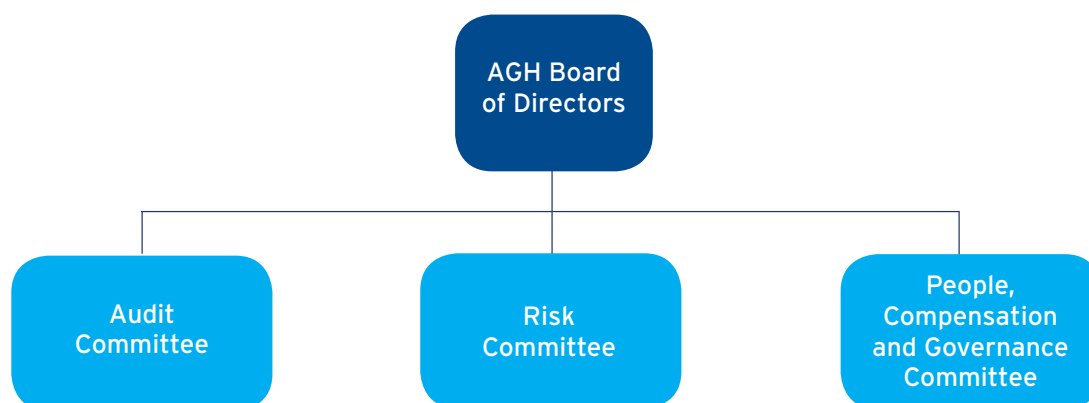 AGH Board
of Directors
Audit
Committee
Risk
Committee
People,
Compensation
and Governance
Committee